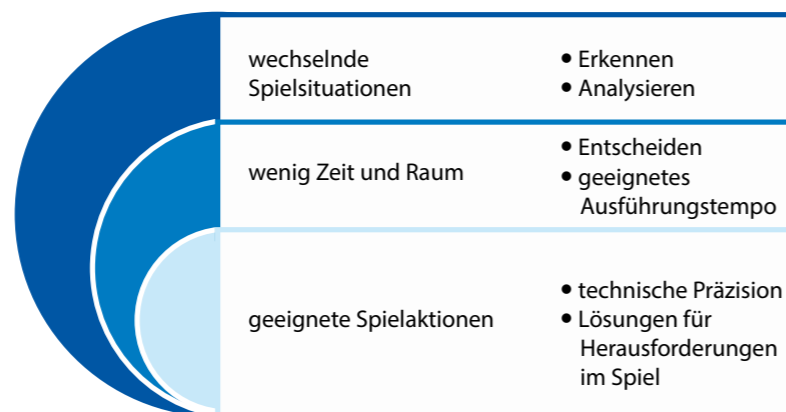 wechselnde
Spielsituationen
• Erkennen
• Analysieren
wenig Zeit und Raum
• Entscheiden
• geeignetes
Ausführungstempo
geeignete Spielaktionen
• technische Präzision
• Lösungen für
Herausforderungen
im Spiel